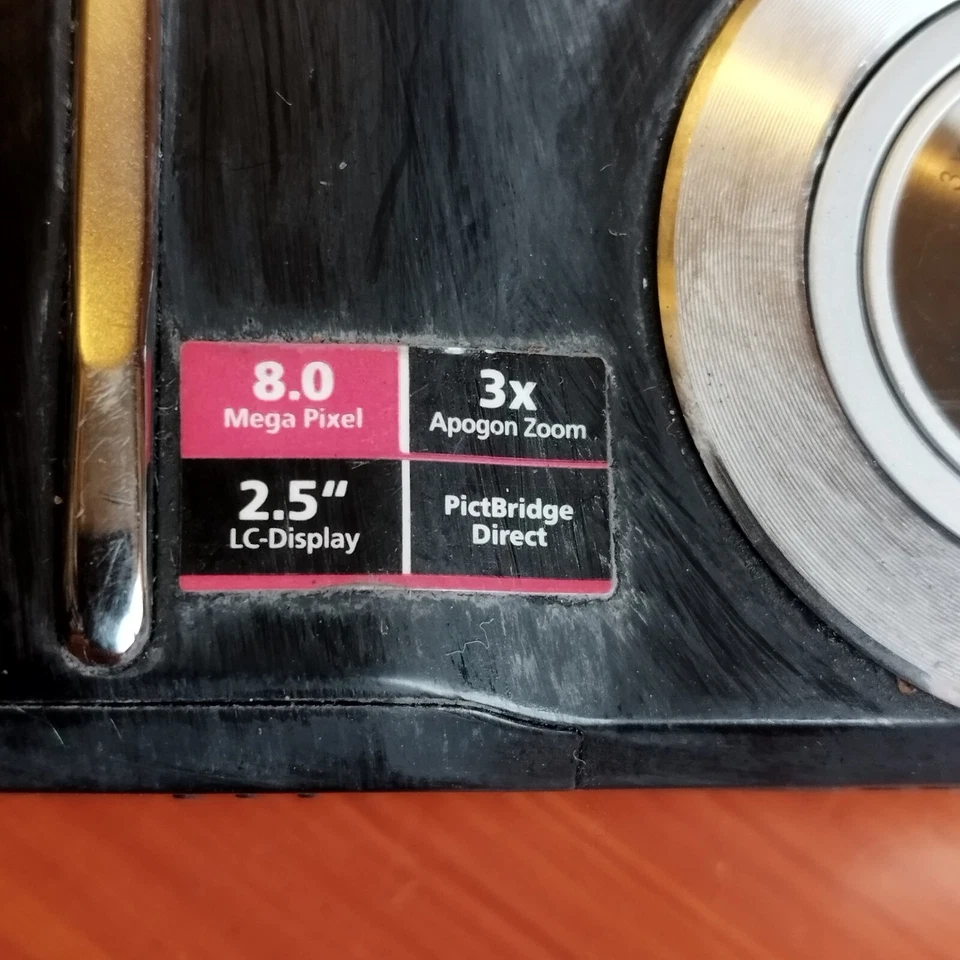 8.0
Mega Pixel
3x
Apogon Zoom
2.5“
LC-Display
PictBridge
Direct